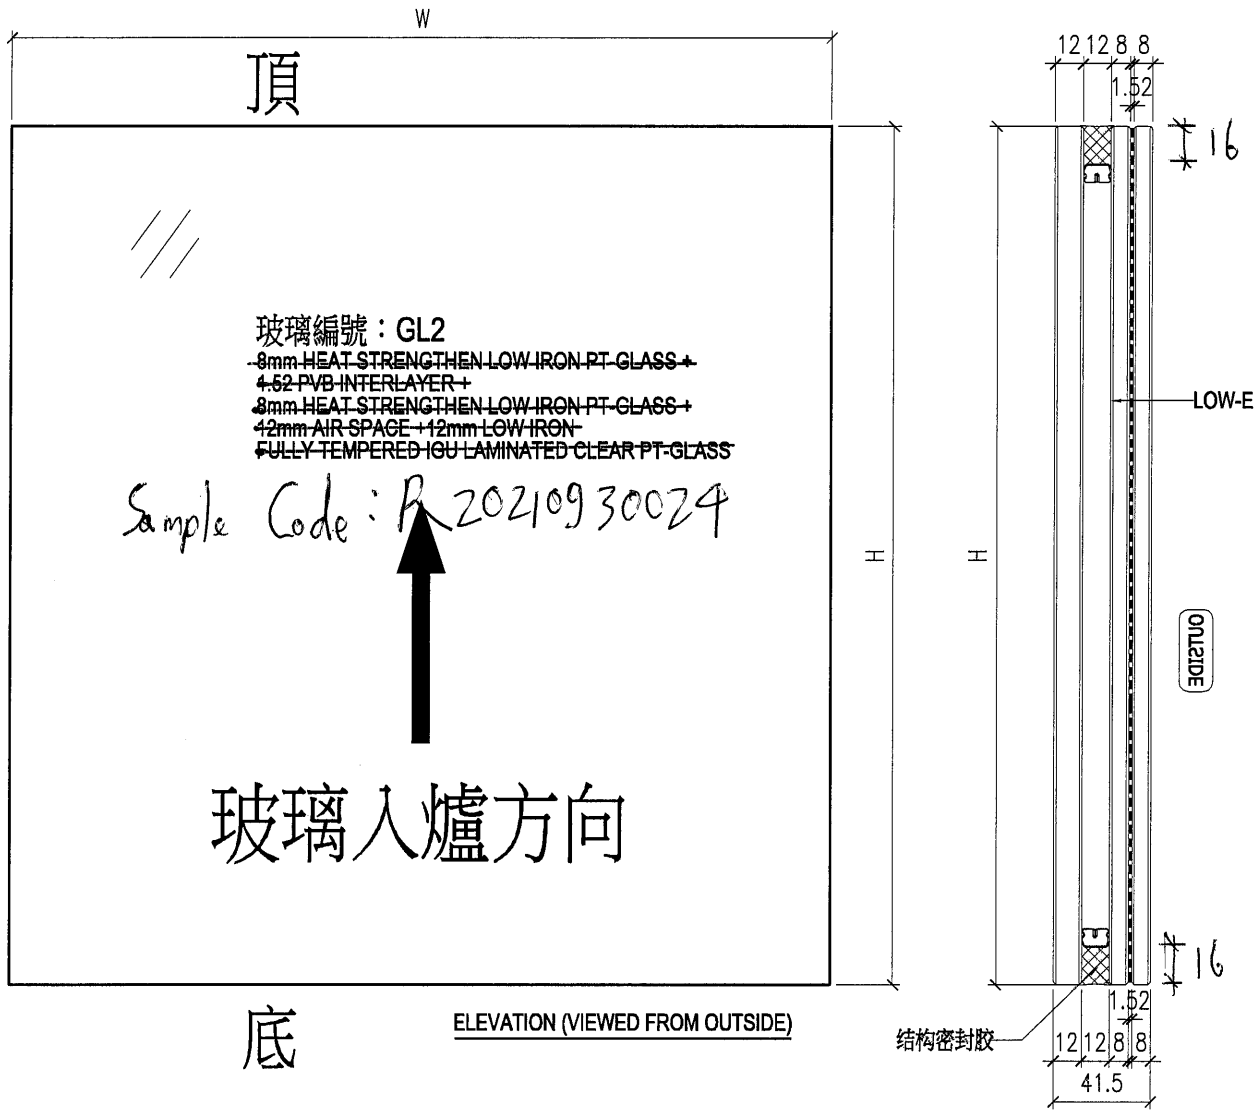 W
頂
12 12 8 8
1.52
16
玻璃編號：GL2
8mm HEAT STRENGTHEN LOW IRON PT-GLASS +
1.52 PVB INTERLAYER +
8mm HEAT STRENGTHEN LOW IRON PT-GLASS +
12mm AIR SPACE +12mm LOW IRON
FULLY TEMPERED IGU LAMINATED CLEAR PT-GLASS
LOW-E
Sample Code: R20210930024
H
H
OUTSIDE
玻璃入爐方向
16
底
ELEVATION (VIEWED FROM OUTSIDE)
结构密封胶
1.52
12 12 8 8
41.5